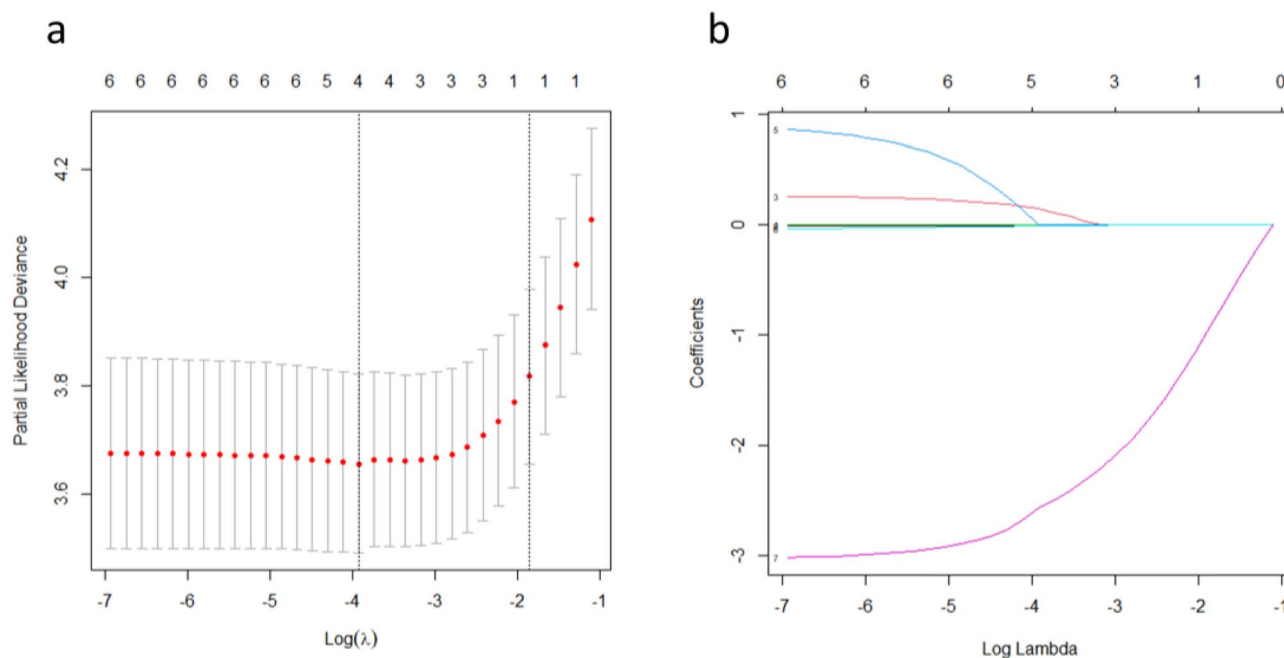 a
6 6 6 6 6 6 6 5 4 4 3 3 3 1 1 1
Partial Likelihood Deviance
4.2
4.0
3.8
3.6
-7 -6 -5 -4 -3 -2 -1
Log(λ)
b
6 6 6 5 3 1 0
Coefficients
1
0
-1
-2
-3
5
3
7
-7 -6 -5 -4 -3 -2 -1
Log Lambda